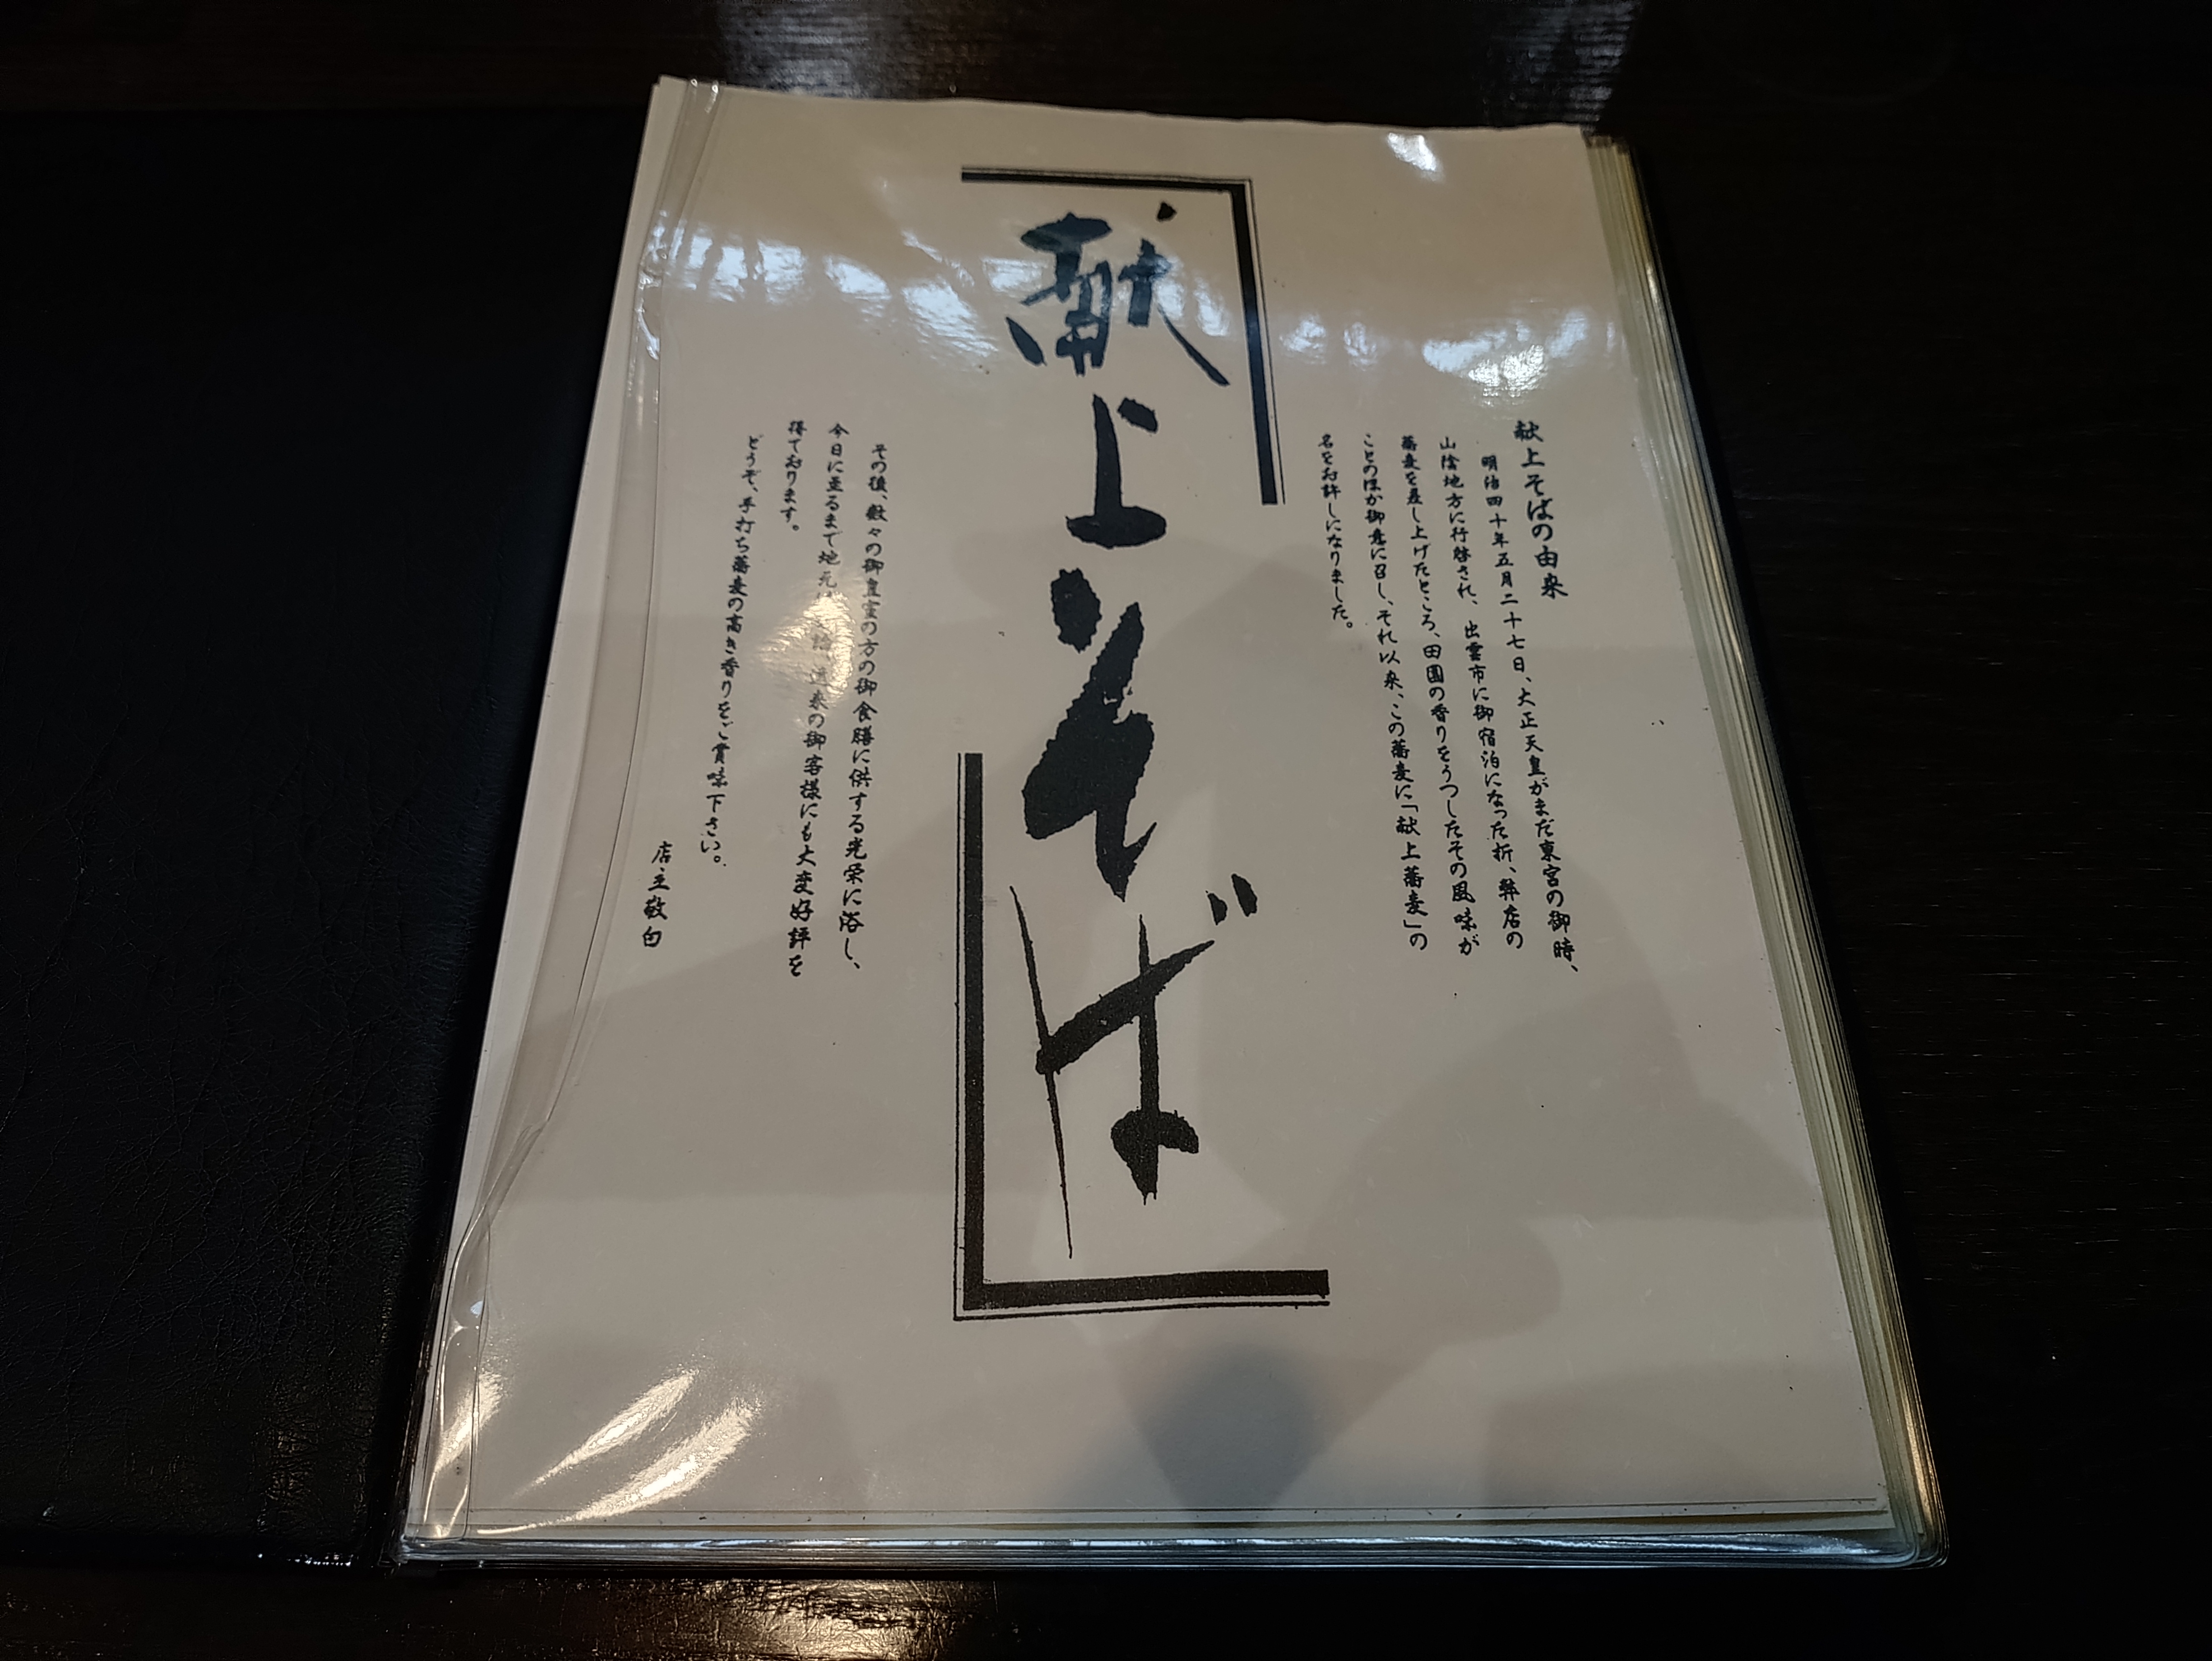 献上そばの由来
明治四十年五月二十七日、大正天皇がまだ東宮の御時、
山陰地方に行啓され、出雲市に御宿泊になった折、弊店の
蕎麦を差し上げたところ、田園の香りをうつしたその風味が
ことのほか御意に召し、それ以来、この蕎麦に「献上蕎麦」の
名をお許しになりました。
献上そば
その後、数々の御皇室の方の御食膳に供する光栄に浴し、
今日に至るまで地元は 遠来の御客様にも大変好評を
得ております。
どうぞ、手打ち蕎麦の高き香りをご賞味下さい。
店主敬白